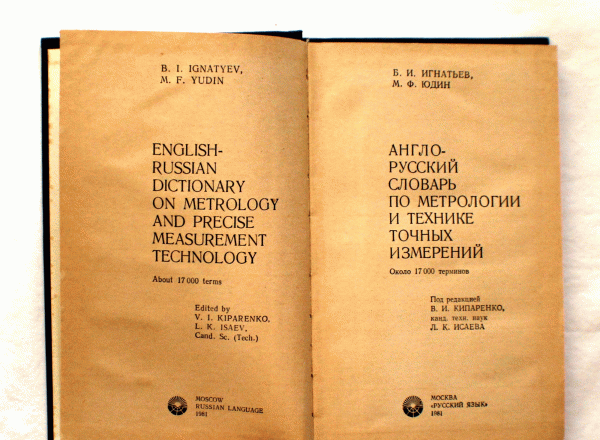 B. I. IGNATYEV,
M. F. YUDIN
ENGLISH-
RUSSIAN
DICTIONARY
ON METROLOGY
AND PRECISE
MEASUREMENT
TECHNOLOGY
About 17 000 terms
Edited by
V. I. KIPARENKO,
L. K. ISAEV,
Cand. Sc. (Tech.)
MOSCOW
RUSSIAN LANGUAGE
1981
Б. И. ИГНАТЬЕВ,
М. Ф. ЮДИН
АНГЛО-
РУССКИЙ
СЛОВАРЬ
ПО МЕТРОЛОГИИ
И ТЕХНИКЕ
ТОЧНЫХ
ИЗМЕРЕНИЙ
Около 17 000 терминов
Под редакцией
В. И. КИПАРЕНКО,
канд. техн. наук
Л. К. ИСАЕВА
МОСКВА
«РУССКИЙ ЯЗЫК»
1981